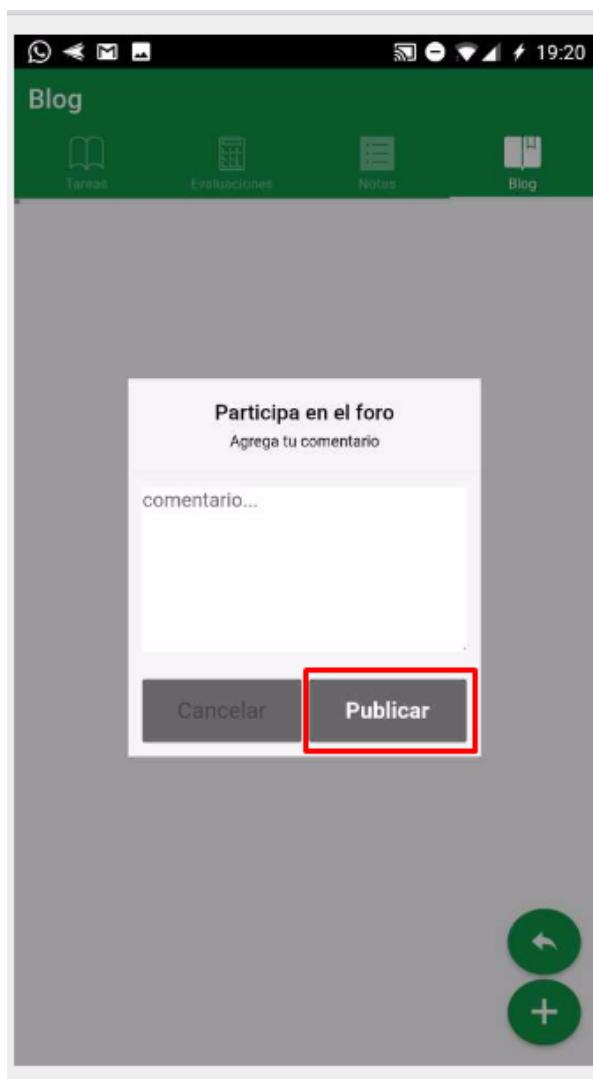 19:20
Blog
Tareas Evaluaciones Notas Blog
Participa en el foro
Agrega tu comentario
comentario...
Cancelar Publicar